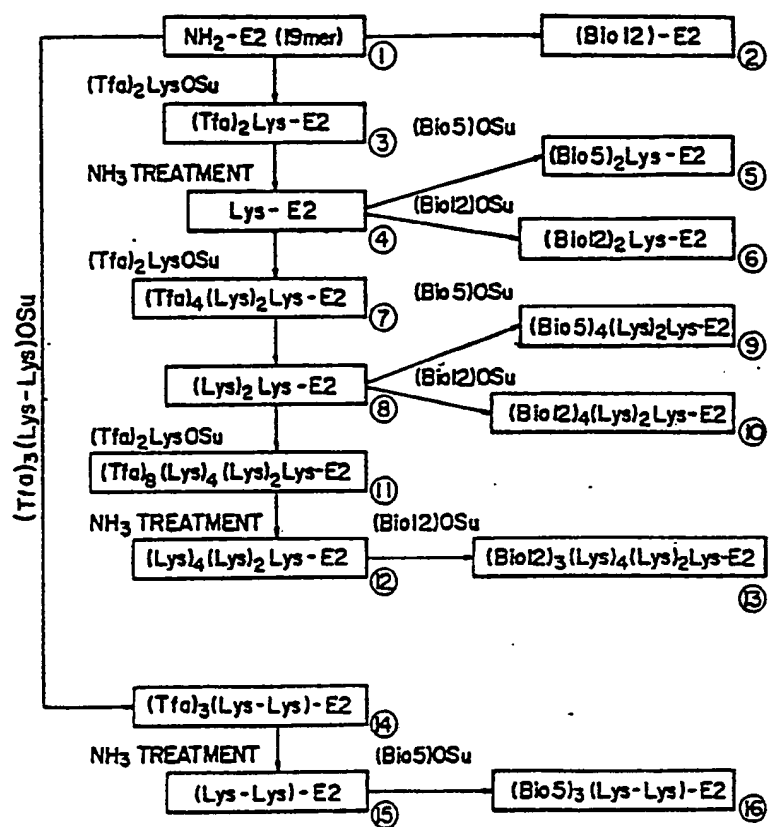 NH₂-E2 (19mer)
①
(Bio12)-E2
②
(Tfa)₂LysOSu
(Tfa)₂Lys-E2
③
(Bio5)OSu
(Bio5)₂Lys-E2
⑤
NH₃ TREATMENT
Lys-E2
④
(Bio12)OSu
(Bio12)₂Lys-E2
⑥
(Tfa)₂LysOSu
(Tfa)₄(Lys)₂Lys-E2
⑦
(Bio5)OSu
(Bio5)₄(Lys)₂Lys-E2
⑨
(Lys)₂Lys-E2
⑧
(Bio12)OSu
(Bio12)₄(Lys)₂Lys-E2
⑩
(Tfa)₂LysOSu
(Tfa)₈(Lys)₄(Lys)₂Lys-E2
⑪
NH₃ TREATMENT
(Bio12)OSu
(Lys)₄(Lys)₂Lys-E2
⑫
(Bio12)₃(Lys)₄(Lys)₂Lys-E2
⑬
(Tfa)₃(Lys-Lys)OSu
(Tfa)₃(Lys-Lys)-E2
⑭
NH₃ TREATMENT
(Bio5)OSu
(Lys-Lys)-E2
⑮
(Bio5)₃(Lys-Lys)-E2
⑯